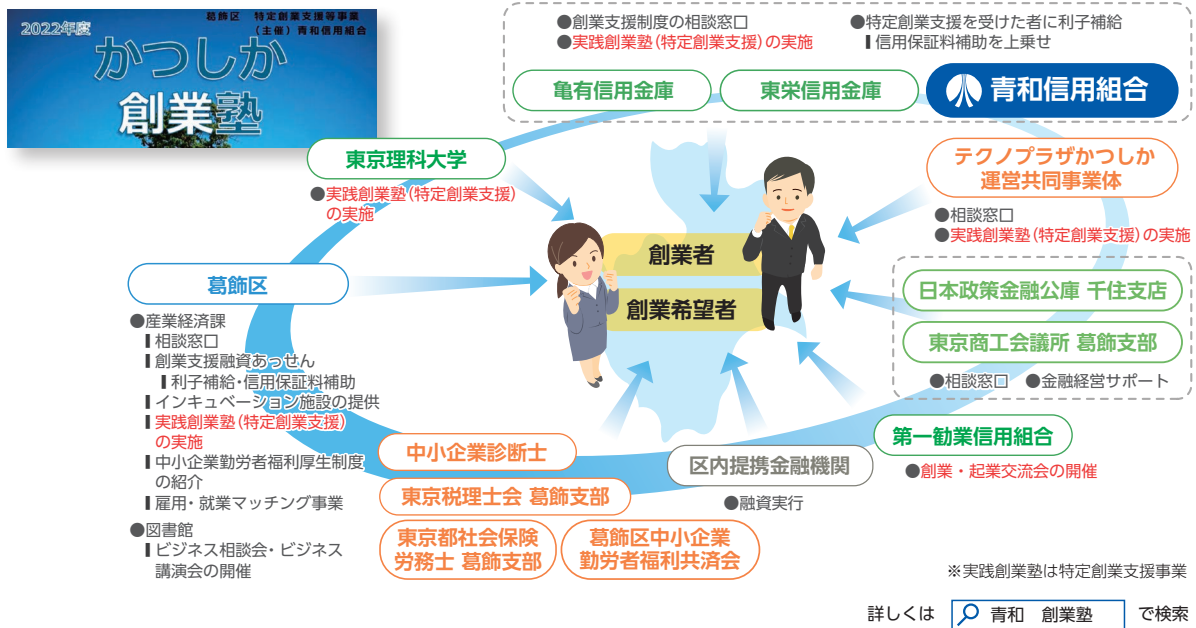 2022年度
葛飾区 特定創業支援等事業
(主催)青和信用組合
かつしか
創業塾
●創業支援制度の相談窓口
●実践創業塾(特定創業支援)の実施
●特定創業支援を受けた者に利子補給
▌信用保証料補助を上乗せ
亀有信用金庫
東栄信用金庫
青和信用組合
東京理科大学
●実践創業塾(特定創業支援)
の実施
テクノプラザかつしか
運営共同事業体
●相談窓口
●実践創業塾(特定創業支援)の実施
創業者
創業希望者
葛飾区
●産業経済課
▌相談窓口
▌創業支援融資あっせん
▌利子補給・信用保証料補助
▌インキュベーション施設の提供
▌実践創業塾(特定創業支援)
の実施
▌中小企業勤労者福利厚生制度
の紹介
▌雇用・就業マッチング事業
●図書館
▌ビジネス相談会・ビジネス
講演会の開催
日本政策金融公庫 千住支店
東京商工会議所 葛飾支部
●相談窓口 ●金融経営サポート
第一勧業信用組合
●創業・起業交流会の開催
区内提携金融機関
●融資実行
中小企業診断士
東京税理士会 葛飾支部
東京都社会保険
労務士 葛飾支部
葛飾区中小企業
勤労者福利共済会
※実践創業塾は特定創業支援事業
詳しくは 青和 創業塾 で検索